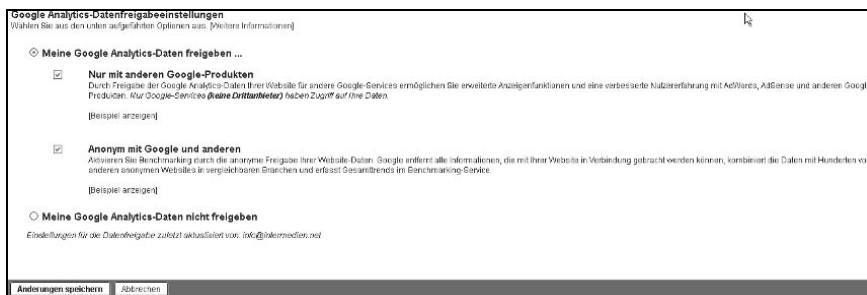 Google Analytics-Datenfreigabeeinstellungen
Wählen Sie aus den unten aufgeführten Optionen aus. [Weitere Informationen]
Meine Google Analytics-Daten freigeben ...
Nur mit anderen Google-Produkten
Durch Freigabe der Google Analytics-Daten Ihrer Website für andere Google-Services ermöglichen Sie erweiterte Anzeigenfunktionen und eine verbesserte Nutzererfahrung mit AdWords, AdSense und anderen Googl
Produkten. Nur Google-Services (keine Drittanbieter) haben Zugriff auf Ihre Daten.
[Beispiel anzeigen]
Anonym mit Google und anderen
Aktivieren Sie Benchmarking durch die anonyme Freigabe Ihrer Website-Daten. Google entfernt alle Informationen, die mit Ihrer Website in Verbindung gebracht werden können, kombiniert die Daten mit Hunderten vo
anderen anonymen Websites in vergleichbaren Branchen und erfasst Gesamttrends im Benchmarking-Service.
[Beispiel anzeigen]
Meine Google Analytics-Daten nicht freigeben
Einstellungen für die Datenfreigabe zuletzt aktualisiert von: info@intermedien.net
Änderungen speichern
Abbrechen